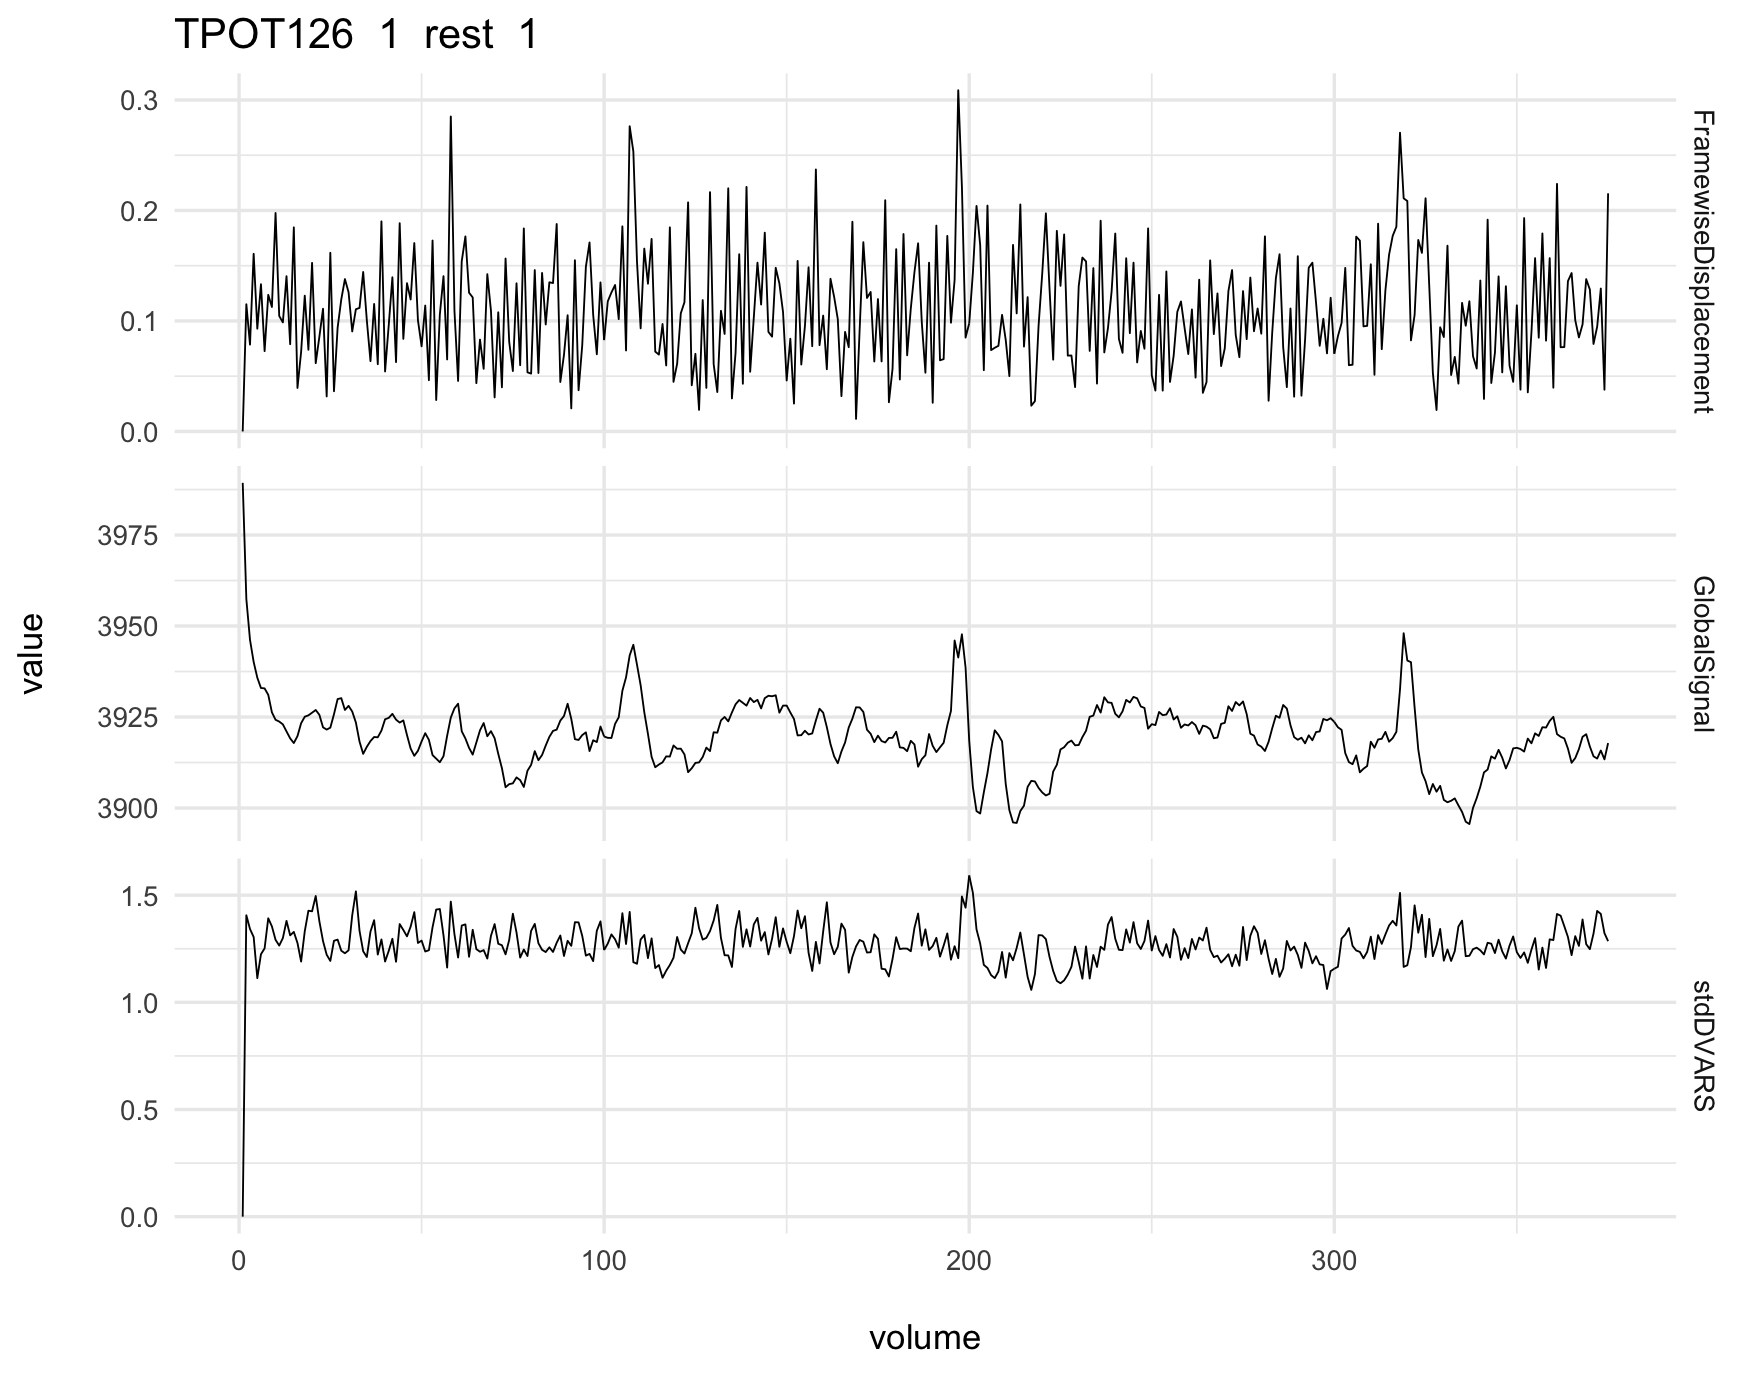 TPOT126 1 rest 1
0.3
0.2
0.1
0.0
FramewiseDisplacement
3975
3950
3925
3900
GlobalSignal
value
1.5
1.0
0.5
0.0
stdDVARS
0 100 200 300
volume